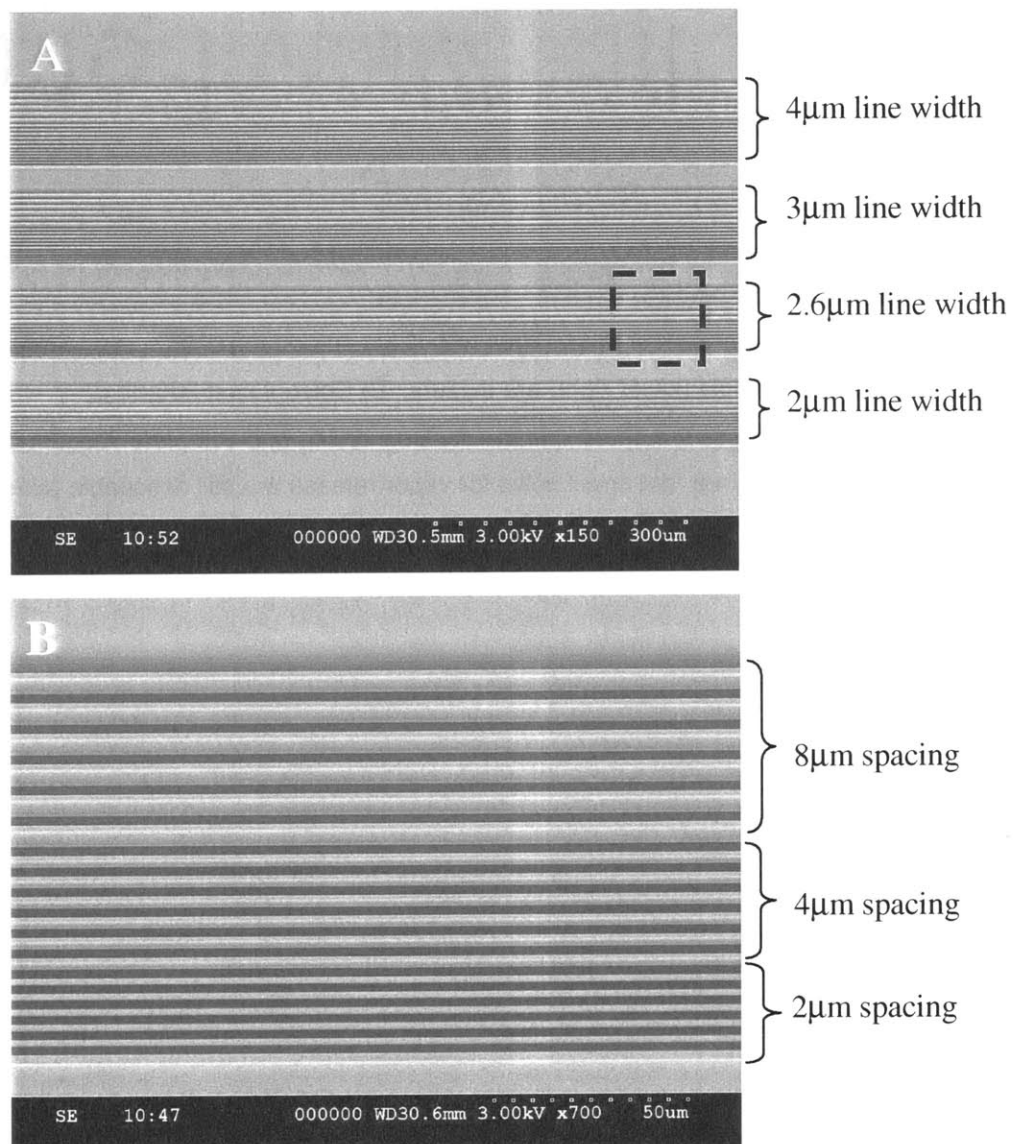 A
4μm line width
3μm line width
2.6μm line width
2μm line width
SE 10:52 000000 WD30.5mm 3.00kV x150 300um
B
8μm spacing
4μm spacing
2μm spacing
SE 10:47 000000 WD30.6mm 3.00kV x700 50um